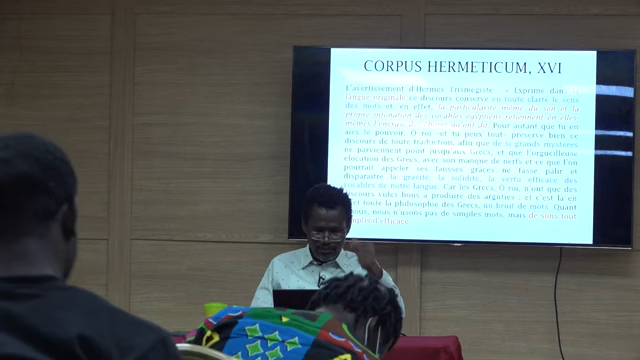 CORPUS HERMETICUM, XVI
L'avertissement d'Hermès Trismégiste : « Exprimé dans
langue originale ce discours conserve en toute clarté le sens
des mots et, en effet, la particularité même du son et la
propre intonation des vocables égyptiens retiennent en elles-
mêmes l'énergie qu'on dit. Pour autant que tu en
aies le pouvoir, Ô roi et tu peux tout préserve bien ce
discours de toute traduction, afin que de si grands mystères
ne parviennent point jusqu'aux Grecs, et que l'orgueilleuse
élocution des Grecs, avec son manque de nerfs et ce que l'on
pourrait appeler ses fausses grâces ne fasse pâlir et
disparaître la gravité, la solidité, la vertu efficace des
vocables de notre langue. Car les Grecs, Ô roi, n'ont que des
discours vides bons à produire des arguties ; et c'est là en
toute la philosophie des Grecs, un bruit de mots. Quant
nous, nous n'usons pas de simples mots, mais de sons tout
remplis d'efficace.